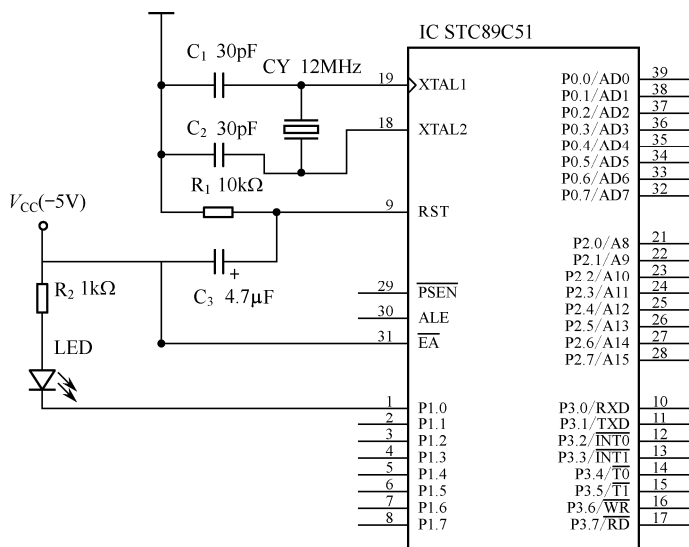 IC STC89C51
C₁ 30pF
CY 12MHz
19
XTAL1
C₂ 30pF
18
XTAL2
R₁ 10kΩ
9
RST
V_CC(−5V)
R₂ 1kΩ
+
C₃ 4.7μF
29
PSEN
30
ALE
31
EA
LED
1
P1.0
2
P1.1
3
P1.2
4
P1.3
5
P1.4
6
P1.5
7
P1.6
8
P1.7
P0.0/AD0
39
P0.1/AD1
38
P0.2/AD2
37
P0.3/AD3
36
P0.4/AD4
35
P0.5/AD5
34
P0.6/AD6
33
P0.7/AD7
32
P2.0/A8
21
P2.1/A9
22
P2.2/A10
23
P2.3/A11
24
P2.4/A12
25
P2.5/A13
26
P2.6/A14
27
P2.7/A15
28
P3.0/RXD
10
P3.1/TXD
11
P3.2/INT0
12
P3.3/INT1
13
P3.4/T0
14
P3.5/T1
15
P3.6/WR
16
P3.7/RD
17